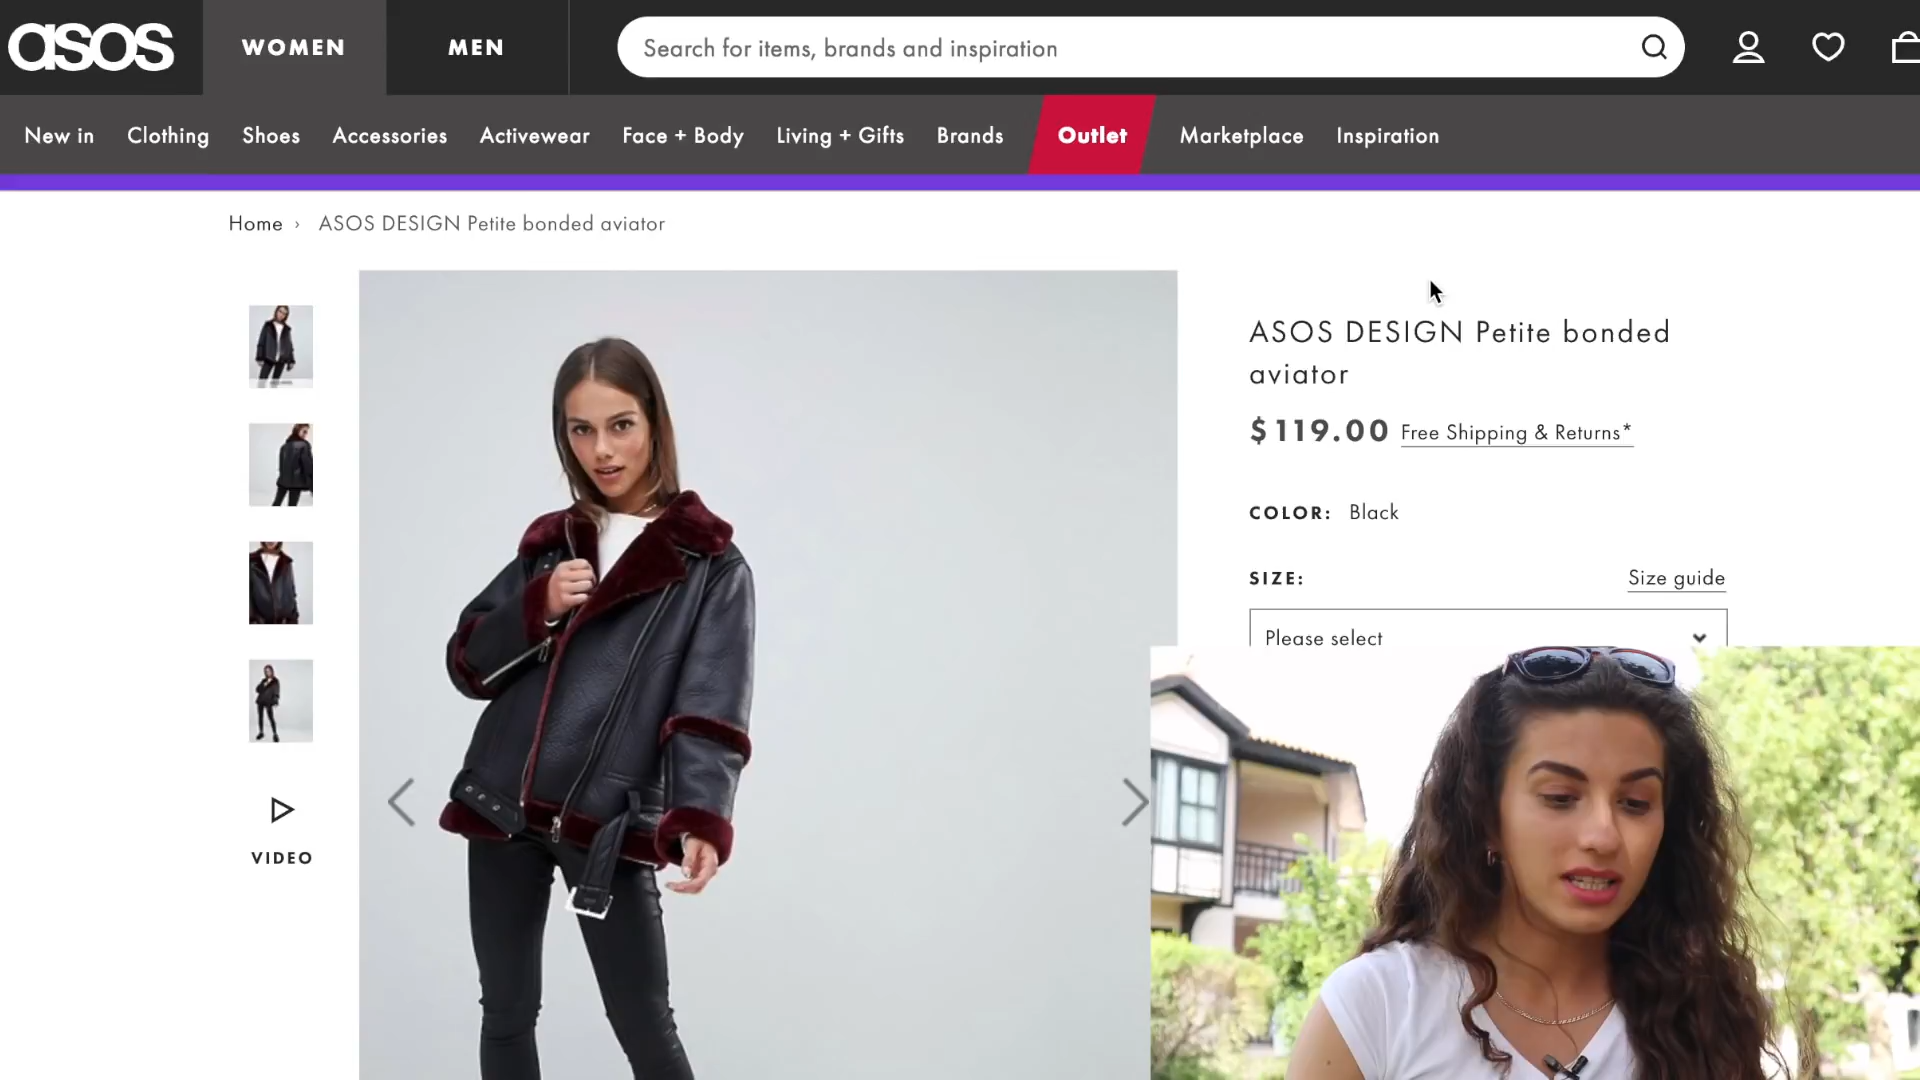 asos
WOMEN
MEN
Search for items, brands and inspiration
New in
Clothing
Shoes
Accessories
Activewear
Face + Body
Living + Gifts
Brands
Outlet
Marketplace
Inspiration
Home › ASOS DESIGN Petite bonded aviator
ASOS DESIGN Petite bonded
aviator
$119.00 Free Shipping & Returns*
COLOR: Black
SIZE: Size guide
Please select
VIDEO